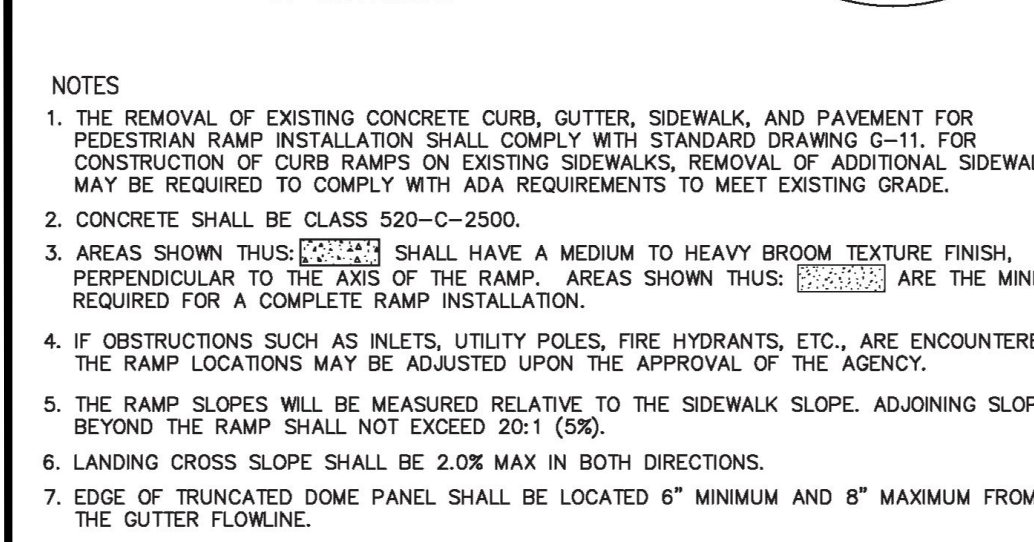 NOTES
1. THE REMOVAL OF EXISTING CONCRETE CURB, GUTTER, SIDEWALK, AND PAVEMENT FOR
PEDESTRIAN RAMP INSTALLATION SHALL COMPLY WITH STANDARD DRAWING G-11. FOR
CONSTRUCTION OF CURB RAMPS ON EXISTING SIDEWALKS, REMOVAL OF ADDITIONAL
MAY BE REQUIRED TO COMPLY WITH ADA REQUIREMENTS TO MEET EXISTING GRADE.
2. CONCRETE SHALL BE CLASS 520-C-2500.
3. AREAS SHOWN THUS: SHALL HAVE A MEDIUM TO HEAVY BROOM TEXTURE FINISH,
PERPENDICULAR TO THE AXIS OF THE RAMP. AREAS SHOWN THUS: ARE THE
REQUIRED FOR A COMPLETE RAMP INSTALLATION.
4. IF OBSTRUCTIONS SUCH AS INLETS, UTILITY POLES, FIRE HYDRANTS, ETC., ARE
THE RAMP LOCATIONS MAY BE ADJUSTED UPON THE APPROVAL OF THE AGENCY.
5. THE RAMP SLOPES WILL BE MEASURED RELATIVE TO THE SIDEWALK SLOPE. ADJOINING
BEYOND THE RAMP SHALL NOT EXCEED 20:1 (5%).
6. LANDING CROSS SLOPE SHALL BE 2.0% MAX IN BOTH DIRECTIONS.
7. EDGE OF TRUNCATED DOME PANEL SHALL BE LOCATED 6" MINIMUM AND 8" MAXIMUM FROM
THE GUTTER FLOWLINE.